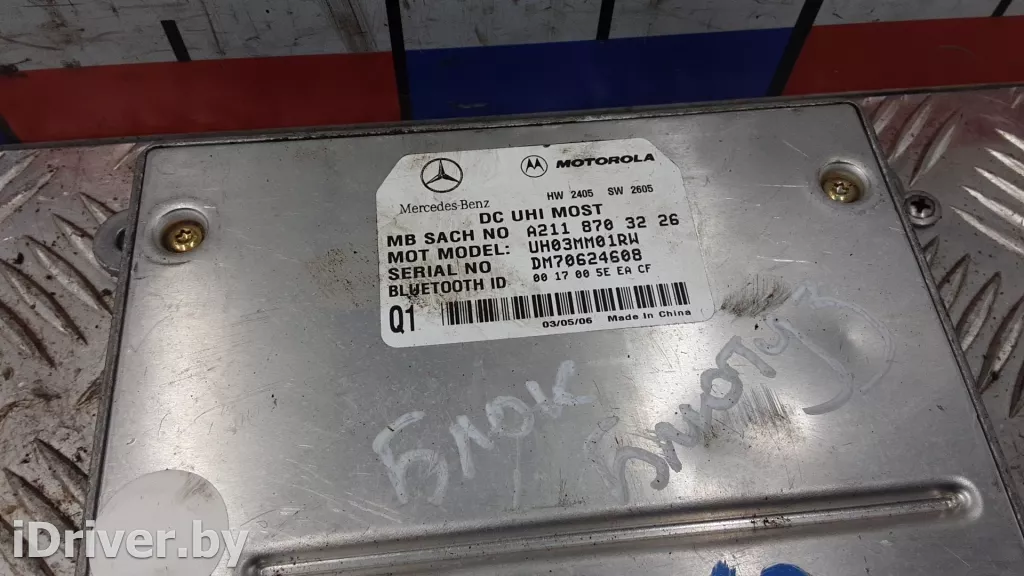 Mercedes-Benz
MOTOROLA
HW 2405 SW 2605
DC UHI MOST
MB SACH NO A211 870 32 26
MOT MODEL: UH03MM01RW
SERIAL NO DM70624608
BLUETOOTH ID 00 17 00 5E EA CF
Q1
03/05/06 Made in China
Блок
iDriver.by